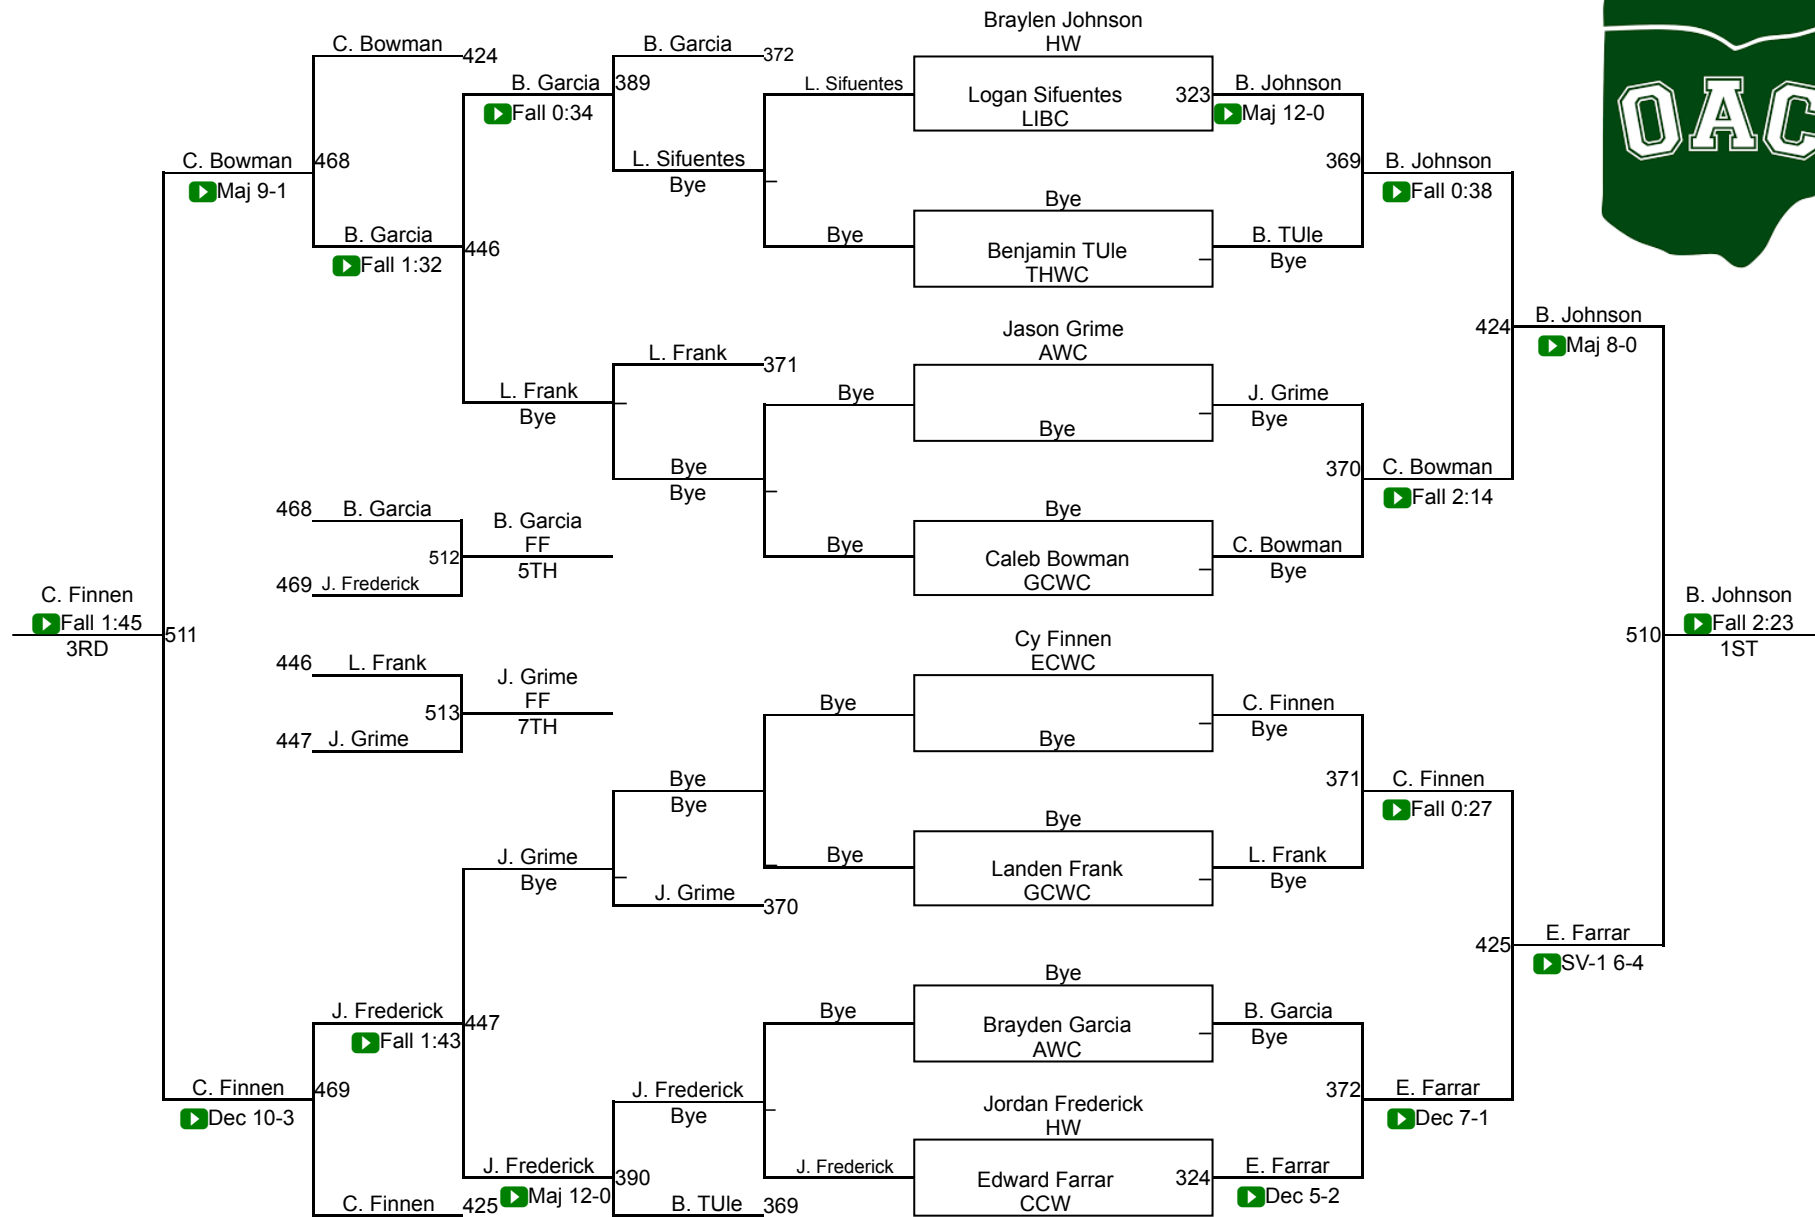 Braylen Johnson
HW
Logan Sifuentes
LIBC
323
B. Johnson
Maj 12-0
Bye
Benjamin TUle
THWC
B. TUle
Bye
369
B. Johnson
Fall 0:38
Jason Grime
AWC
Bye
J. Grime
Bye
Bye
Caleb Bowman
GCWC
C. Bowman
Bye
370
C. Bowman
Fall 2:14
424
B. Johnson
Maj 8-0
Cy Finnen
ECWC
Bye
C. Finnen
Bye
Bye
Landen Frank
GCWC
L. Frank
Bye
371
C. Finnen
Fall 0:27
Bye
Brayden Garcia
AWC
B. Garcia
Bye
Jordan Frederick
HW
Edward Farrar
CCW
324
E. Farrar
Dec 5-2
372
E. Farrar
Dec 7-1
425
E. Farrar
SV-1 6-4
510
B. Johnson
Fall 2:23
1ST
OAC
L. Sifuentes
Bye
L. Sifuentes
Bye
B. Garcia
372
389
B. Garcia
Fall 0:34
Bye
Bye
Bye
Bye
L. Frank
371
L. Frank
Bye
446
B. Garcia
Fall 1:32
C. Bowman
424
468
C. Bowman
Maj 9-1
468
B. Garcia
469
J. Frederick
512
B. Garcia
FF
5TH
446
L. Frank
447
J. Grime
513
J. Grime
FF
7TH
Bye
Bye
Bye
Bye
J. Grime
370
J. Grime
Bye
Bye
J. Frederick
J. Frederick
Bye
B. TUle
369
390
J. Frederick
Maj 12-0
447
J. Frederick
Fall 1:43
C. Finnen
425
469
C. Finnen
Dec 10-3
511
C. Finnen
Fall 1:45
3RD